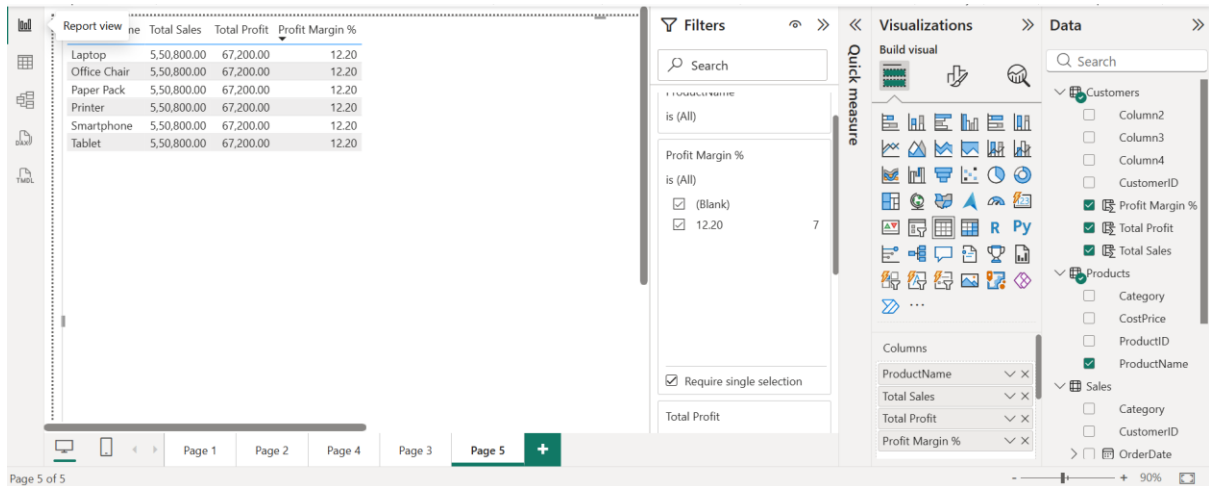 Report view
ne Total Sales Total Profit Profit Margin %
Laptop 5,50,800.00 67,200.00 12.20
Office Chair 5,50,800.00 67,200.00 12.20
Paper Pack 5,50,800.00 67,200.00 12.20
Printer 5,50,800.00 67,200.00 12.20
Smartphone 5,50,800.00 67,200.00 12.20
Tablet 5,50,800.00 67,200.00 12.20
DAX
TMDL
Filters
Search
ProductName
is (All)
Profit Margin %
is (All)
(Blank)
12.20 7
Require single selection
Total Profit
Quick measure
Visualizations
Build visual
123
R Py
...
Columns
ProductName
Total Sales
Total Profit
Profit Margin %
Data
Search
Customers
Column2
Column3
Column4
CustomerID
Profit Margin %
Total Profit
Total Sales
Products
Category
CostPrice
ProductID
ProductName
Sales
Category
CustomerID
OrderDate
Page 1 Page 2 Page 4 Page 3 Page 5 +
Page 5 of 5
- + 90%